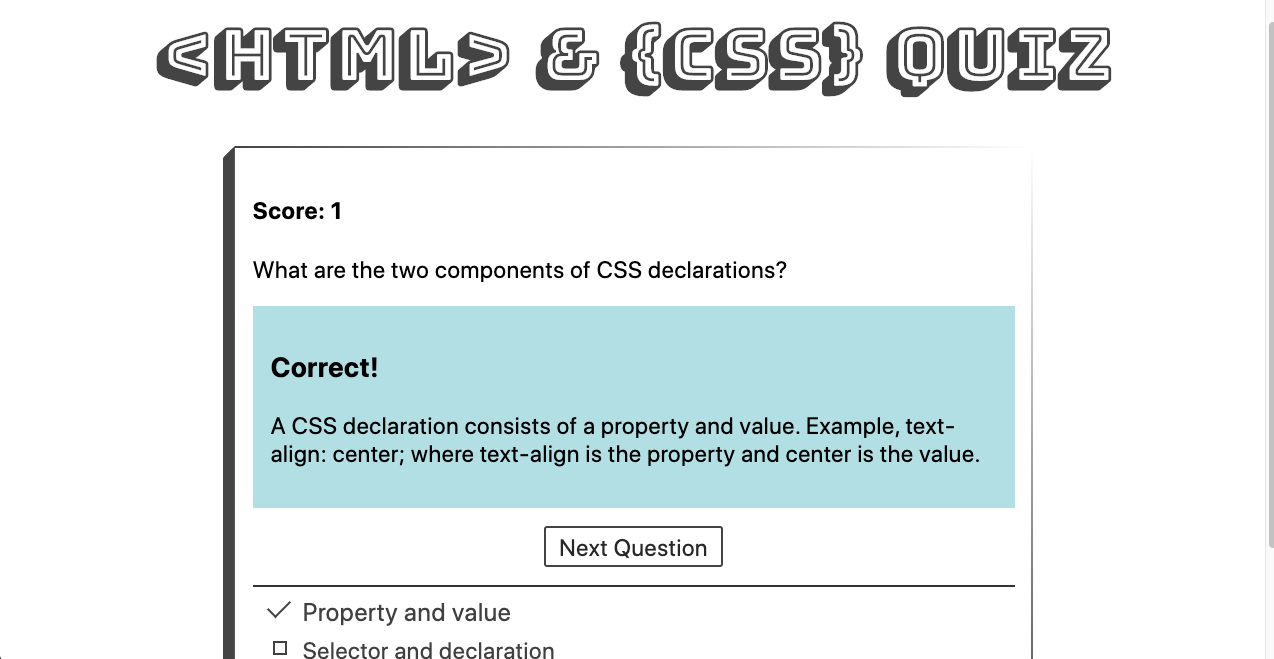 <HTML> & {CSS} QUIZ
Score: 1
What are the two components of CSS declarations?
Correct!
A CSS declaration consists of a property and value. Example, text-
align: center; where text-align is the property and center is the value.
Next Question
Property and value
Selector and declaration